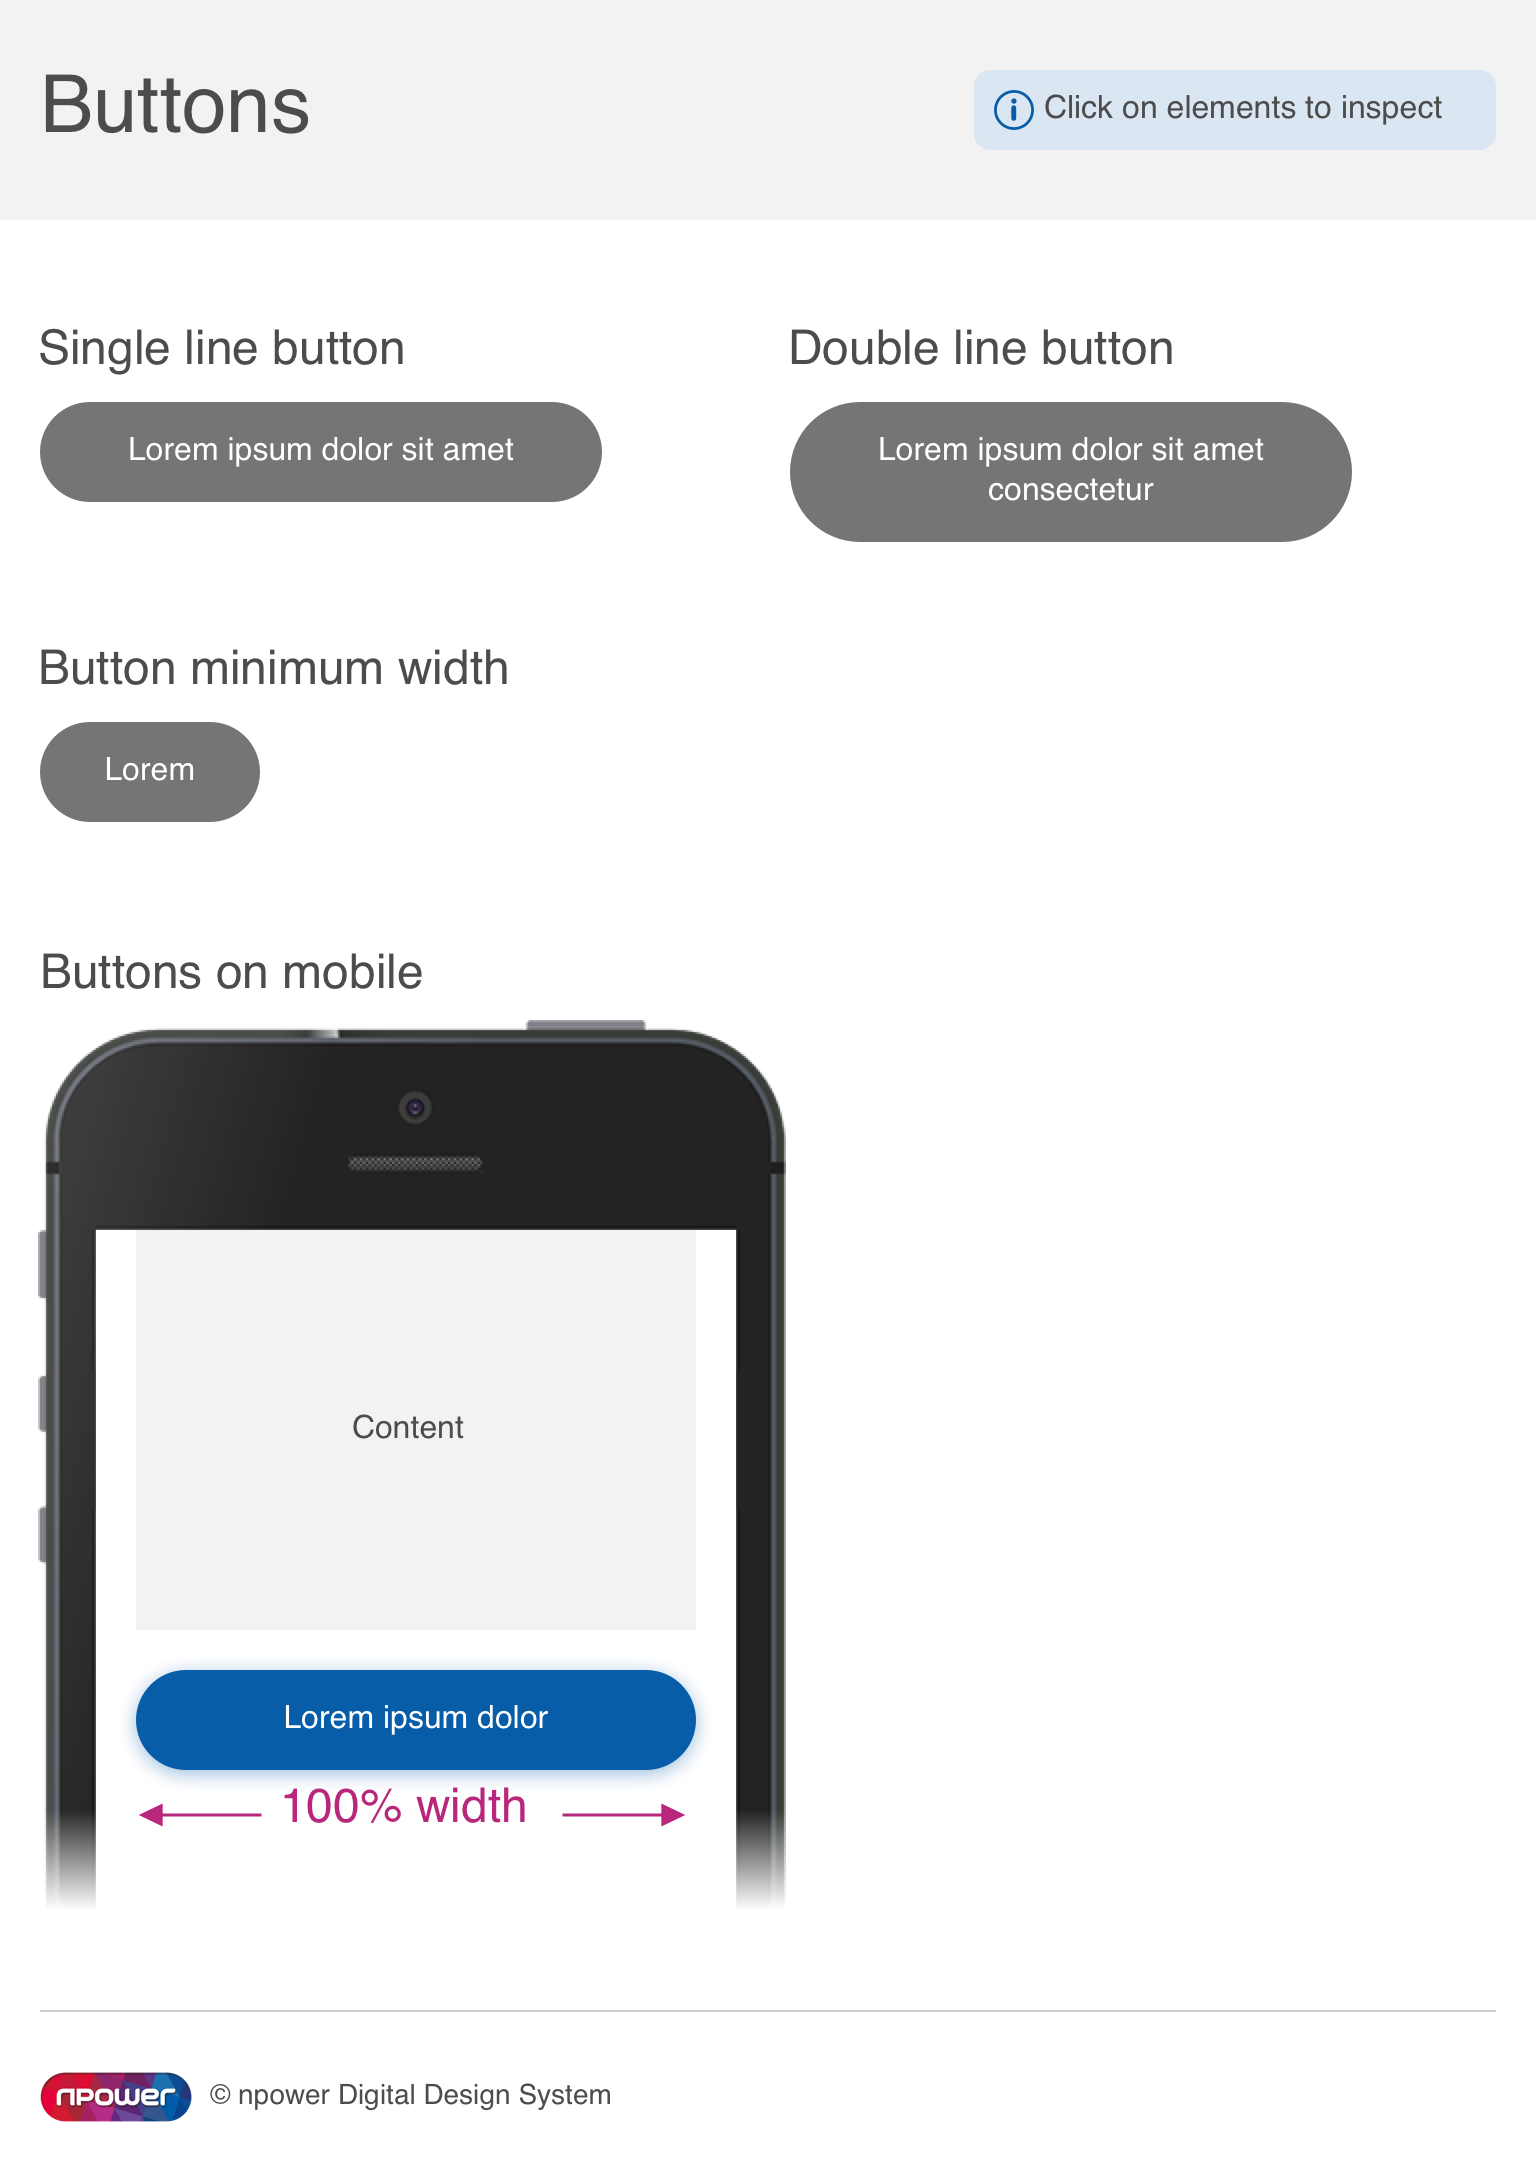 Buttons
Click on elements to inspect
Single line button
Double line button
Lorem ipsum dolor sit amet
Lorem ipsum dolor sit amet
consectetur
Button minimum width
Lorem
Buttons on mobile
Content
Lorem ipsum dolor
100% width
npower
© npower Digital Design System